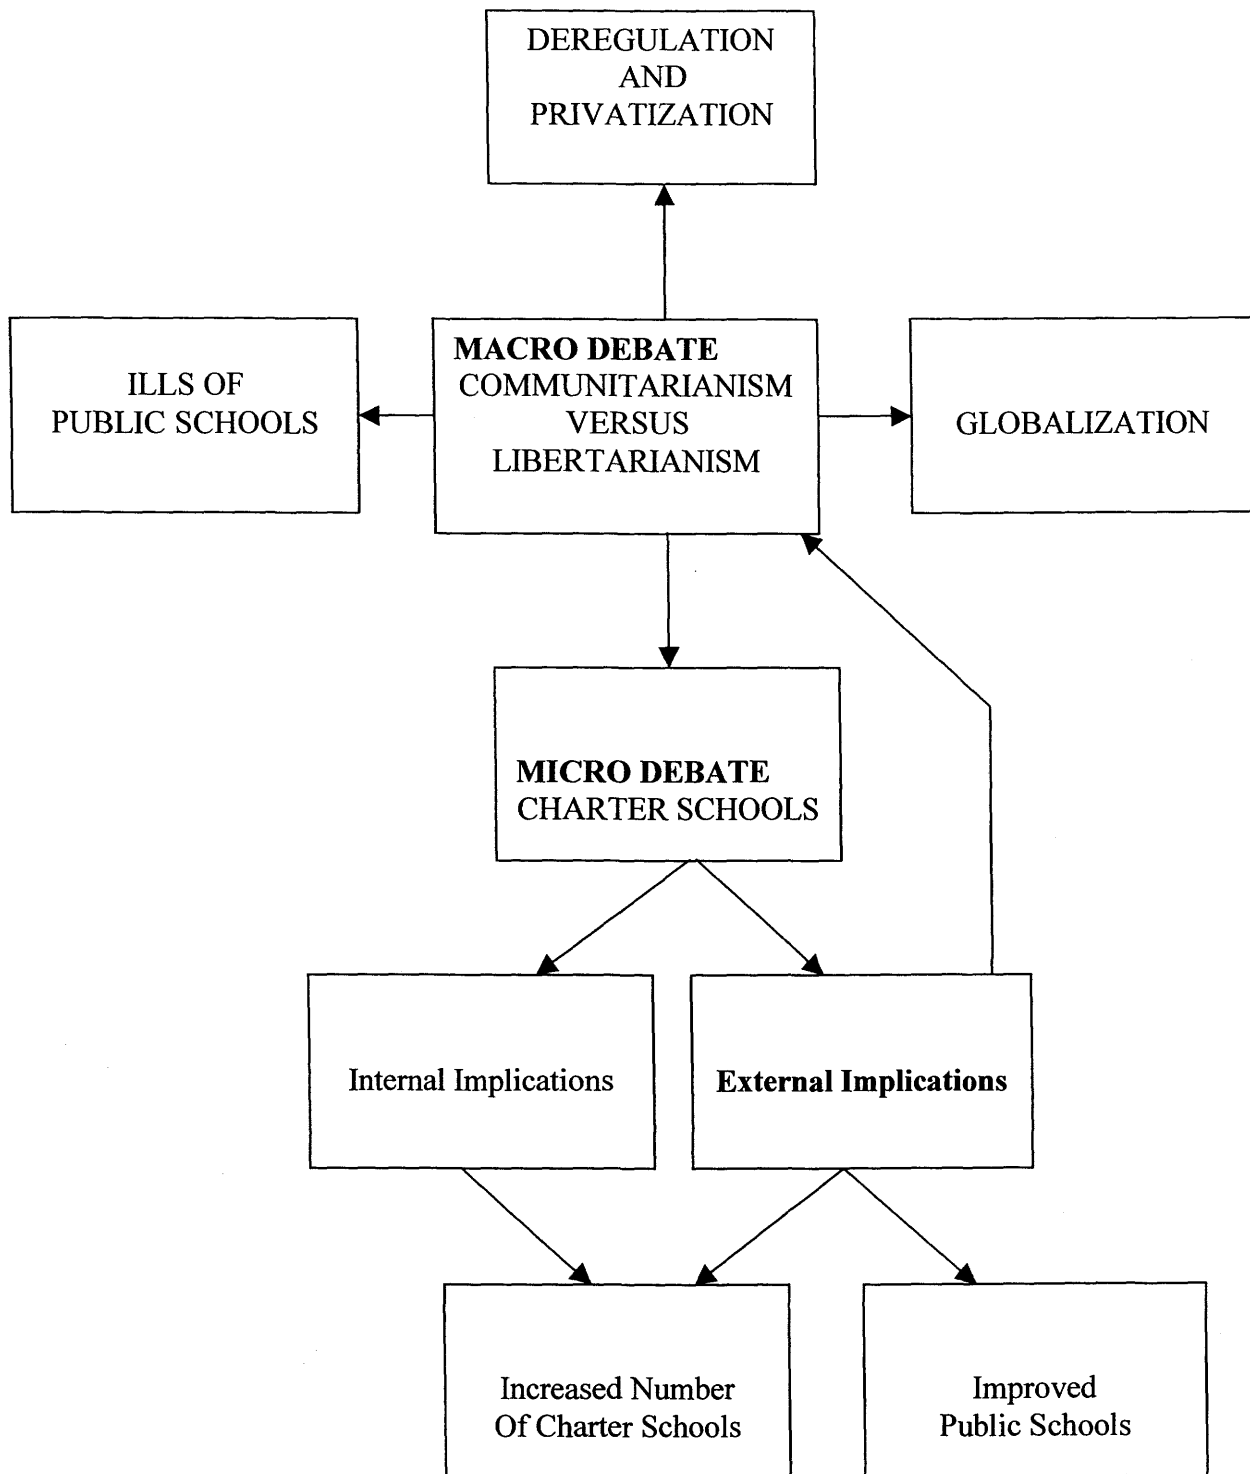 DEREGULATION
AND
PRIVATIZATION
ILLS OF
PUBLIC SCHOOLS
MACRO DEBATE
COMMUNITARIANISM
VERSUS
LIBERTARIANISM
GLOBALIZATION
MICRO DEBATE
CHARTER SCHOOLS
Internal Implications
External Implications
Increased Number
Of Charter Schools
Improved
Public Schools